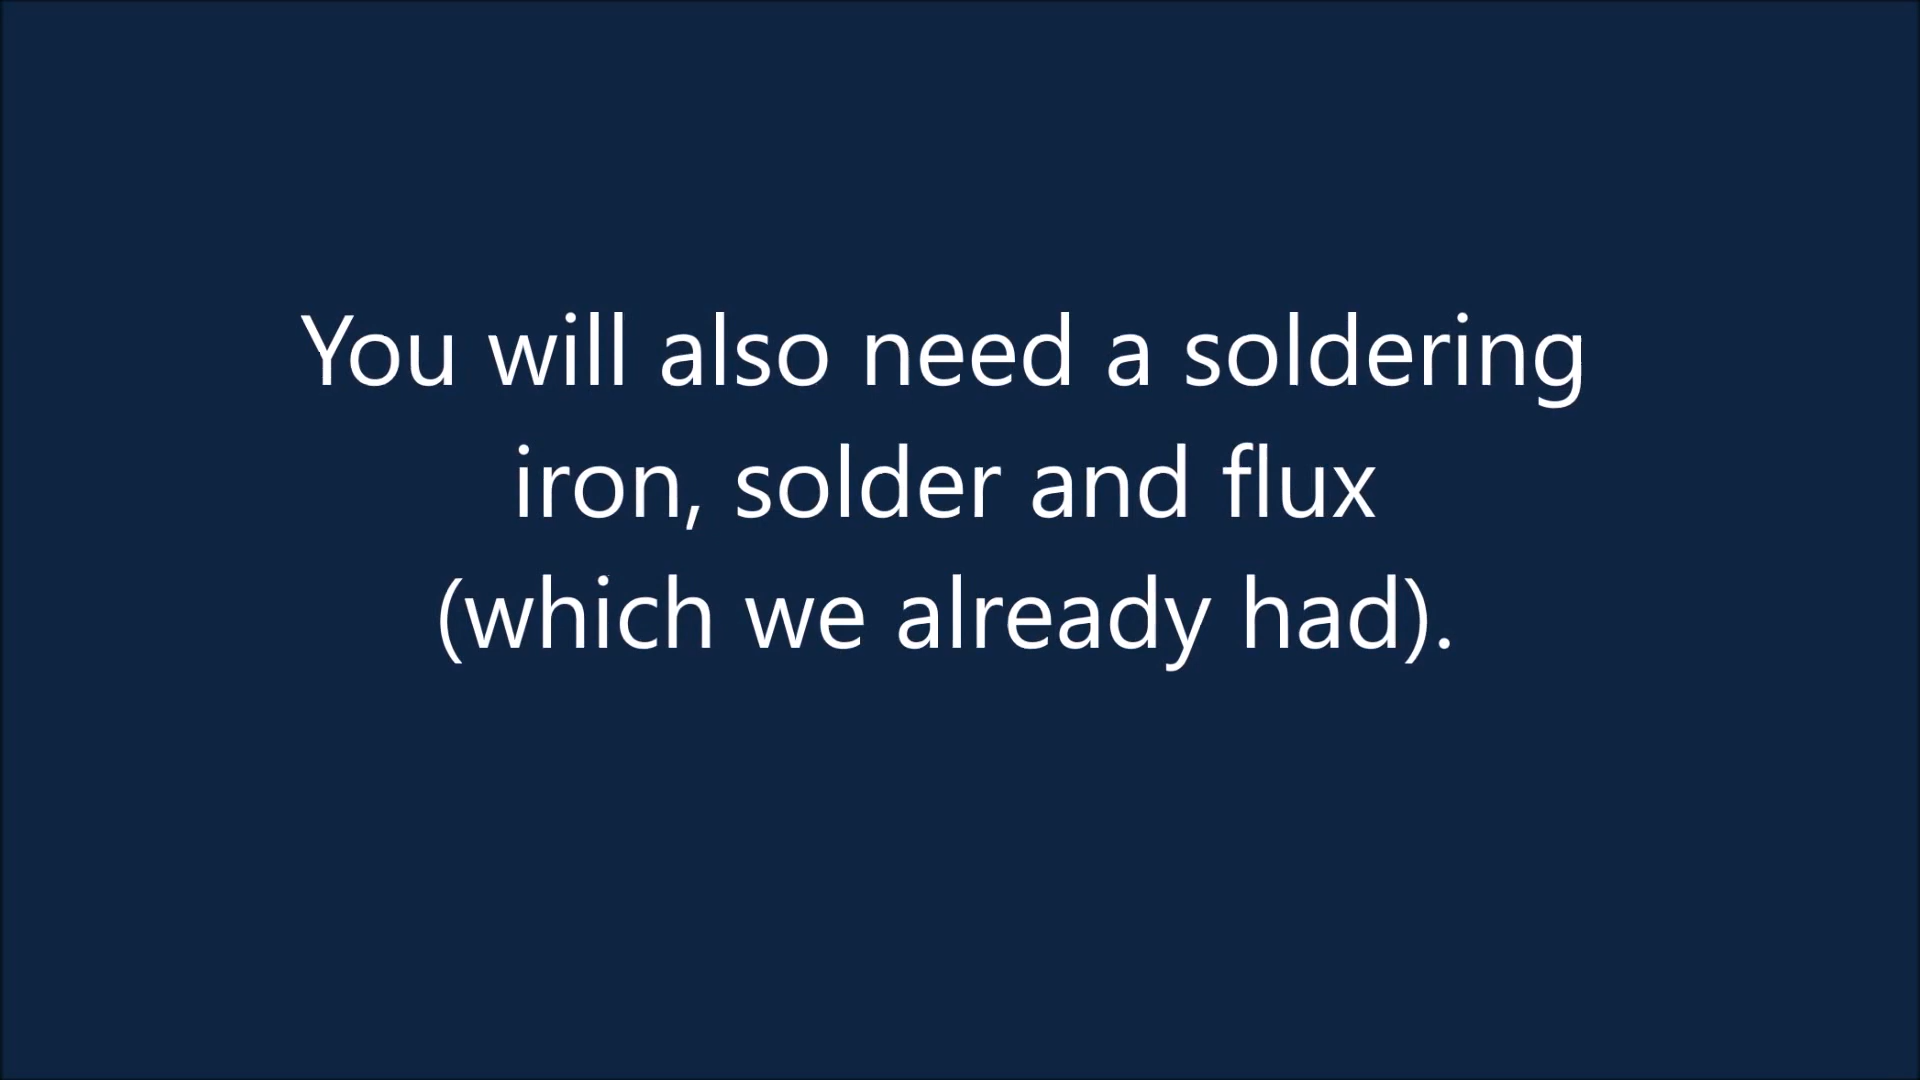 You will also need a soldering
iron, solder and flux
(which we already had).